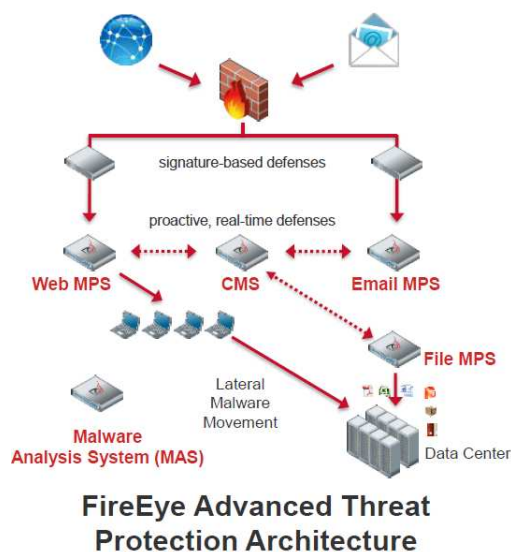 signature-based defenses
proactive, real-time defenses
Web MPS
CMS
Email MPS
File MPS
Lateral
Malware
Movement
Data Center
Malware
Analysis System (MAS)
FireEye Advanced Threat
Protection Architecture